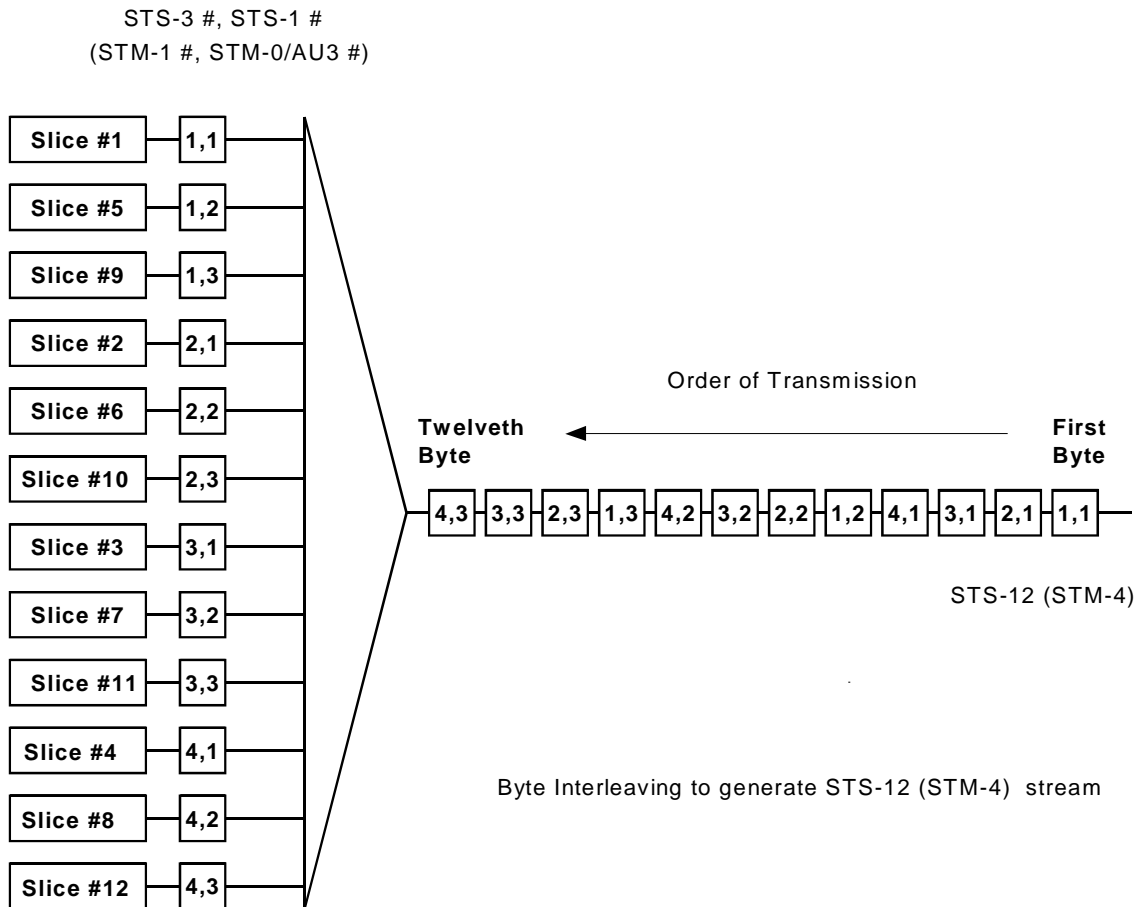 STS-3 #, STS-1 #
(STM-1 #, STM-0/AU3 #)
Slice #1 1,1
Slice #5 1,2
Slice #9 1,3
Slice #2 2,1
Slice #6 2,2
Slice #10 2,3
Slice #3 3,1
Slice #7 3,2
Slice #11 3,3
Slice #4 4,1
Slice #8 4,2
Slice #12 4,3
Order of Transmission
Twelveth
Byte
First
Byte
4,3 3,3 2,3 1,3 4,2 3,2 2,2 1,2 4,1 3,1 2,1 1,1
STS-12 (STM-4)
Byte Interleaving to generate STS-12 (STM-4) stream